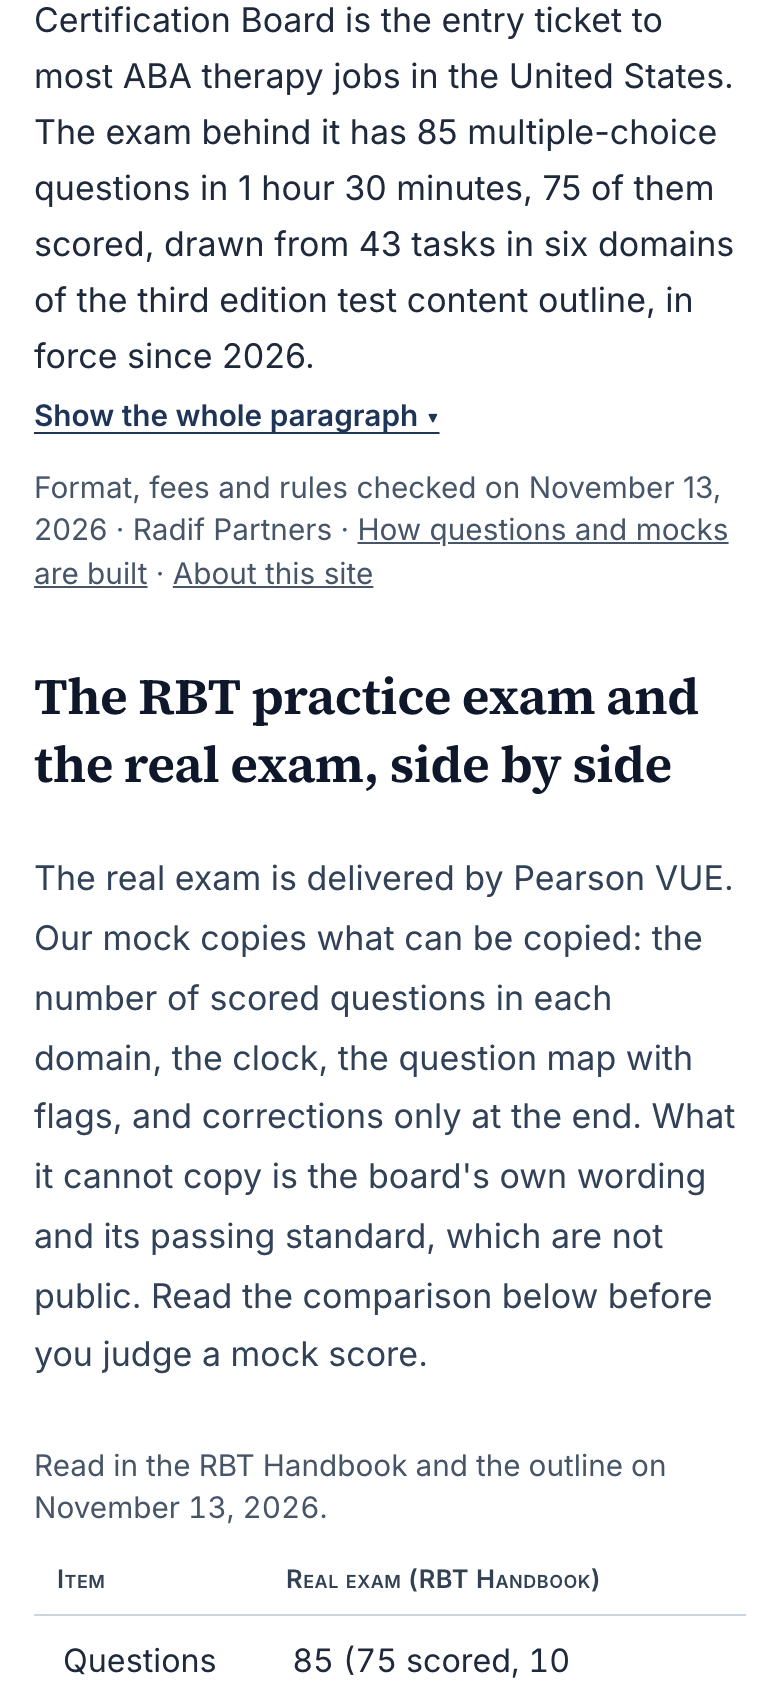 Certification Board is the entry ticket to
most ABA therapy jobs in the United States.
The exam behind it has 85 multiple-choice
questions in 1 hour 30 minutes, 75 of them
scored, drawn from 43 tasks in six domains
of the third edition test content outline, in
force since 2026.
Show the whole paragraph ▾
Format, fees and rules checked on November 13,
2026 · Radif Partners · How questions and mocks
are built · About this site
The RBT practice exam and
the real exam, side by side
The real exam is delivered by Pearson VUE.
Our mock copies what can be copied: the
number of scored questions in each
domain, the clock, the question map with
flags, and corrections only at the end. What
it cannot copy is the board's own wording
and its passing standard, which are not
public. Read the comparison below before
you judge a mock score.
Read in the RBT Handbook and the outline on
November 13, 2026.
Item Real exam (RBT Handbook)
Questions 85 (75 scored, 10